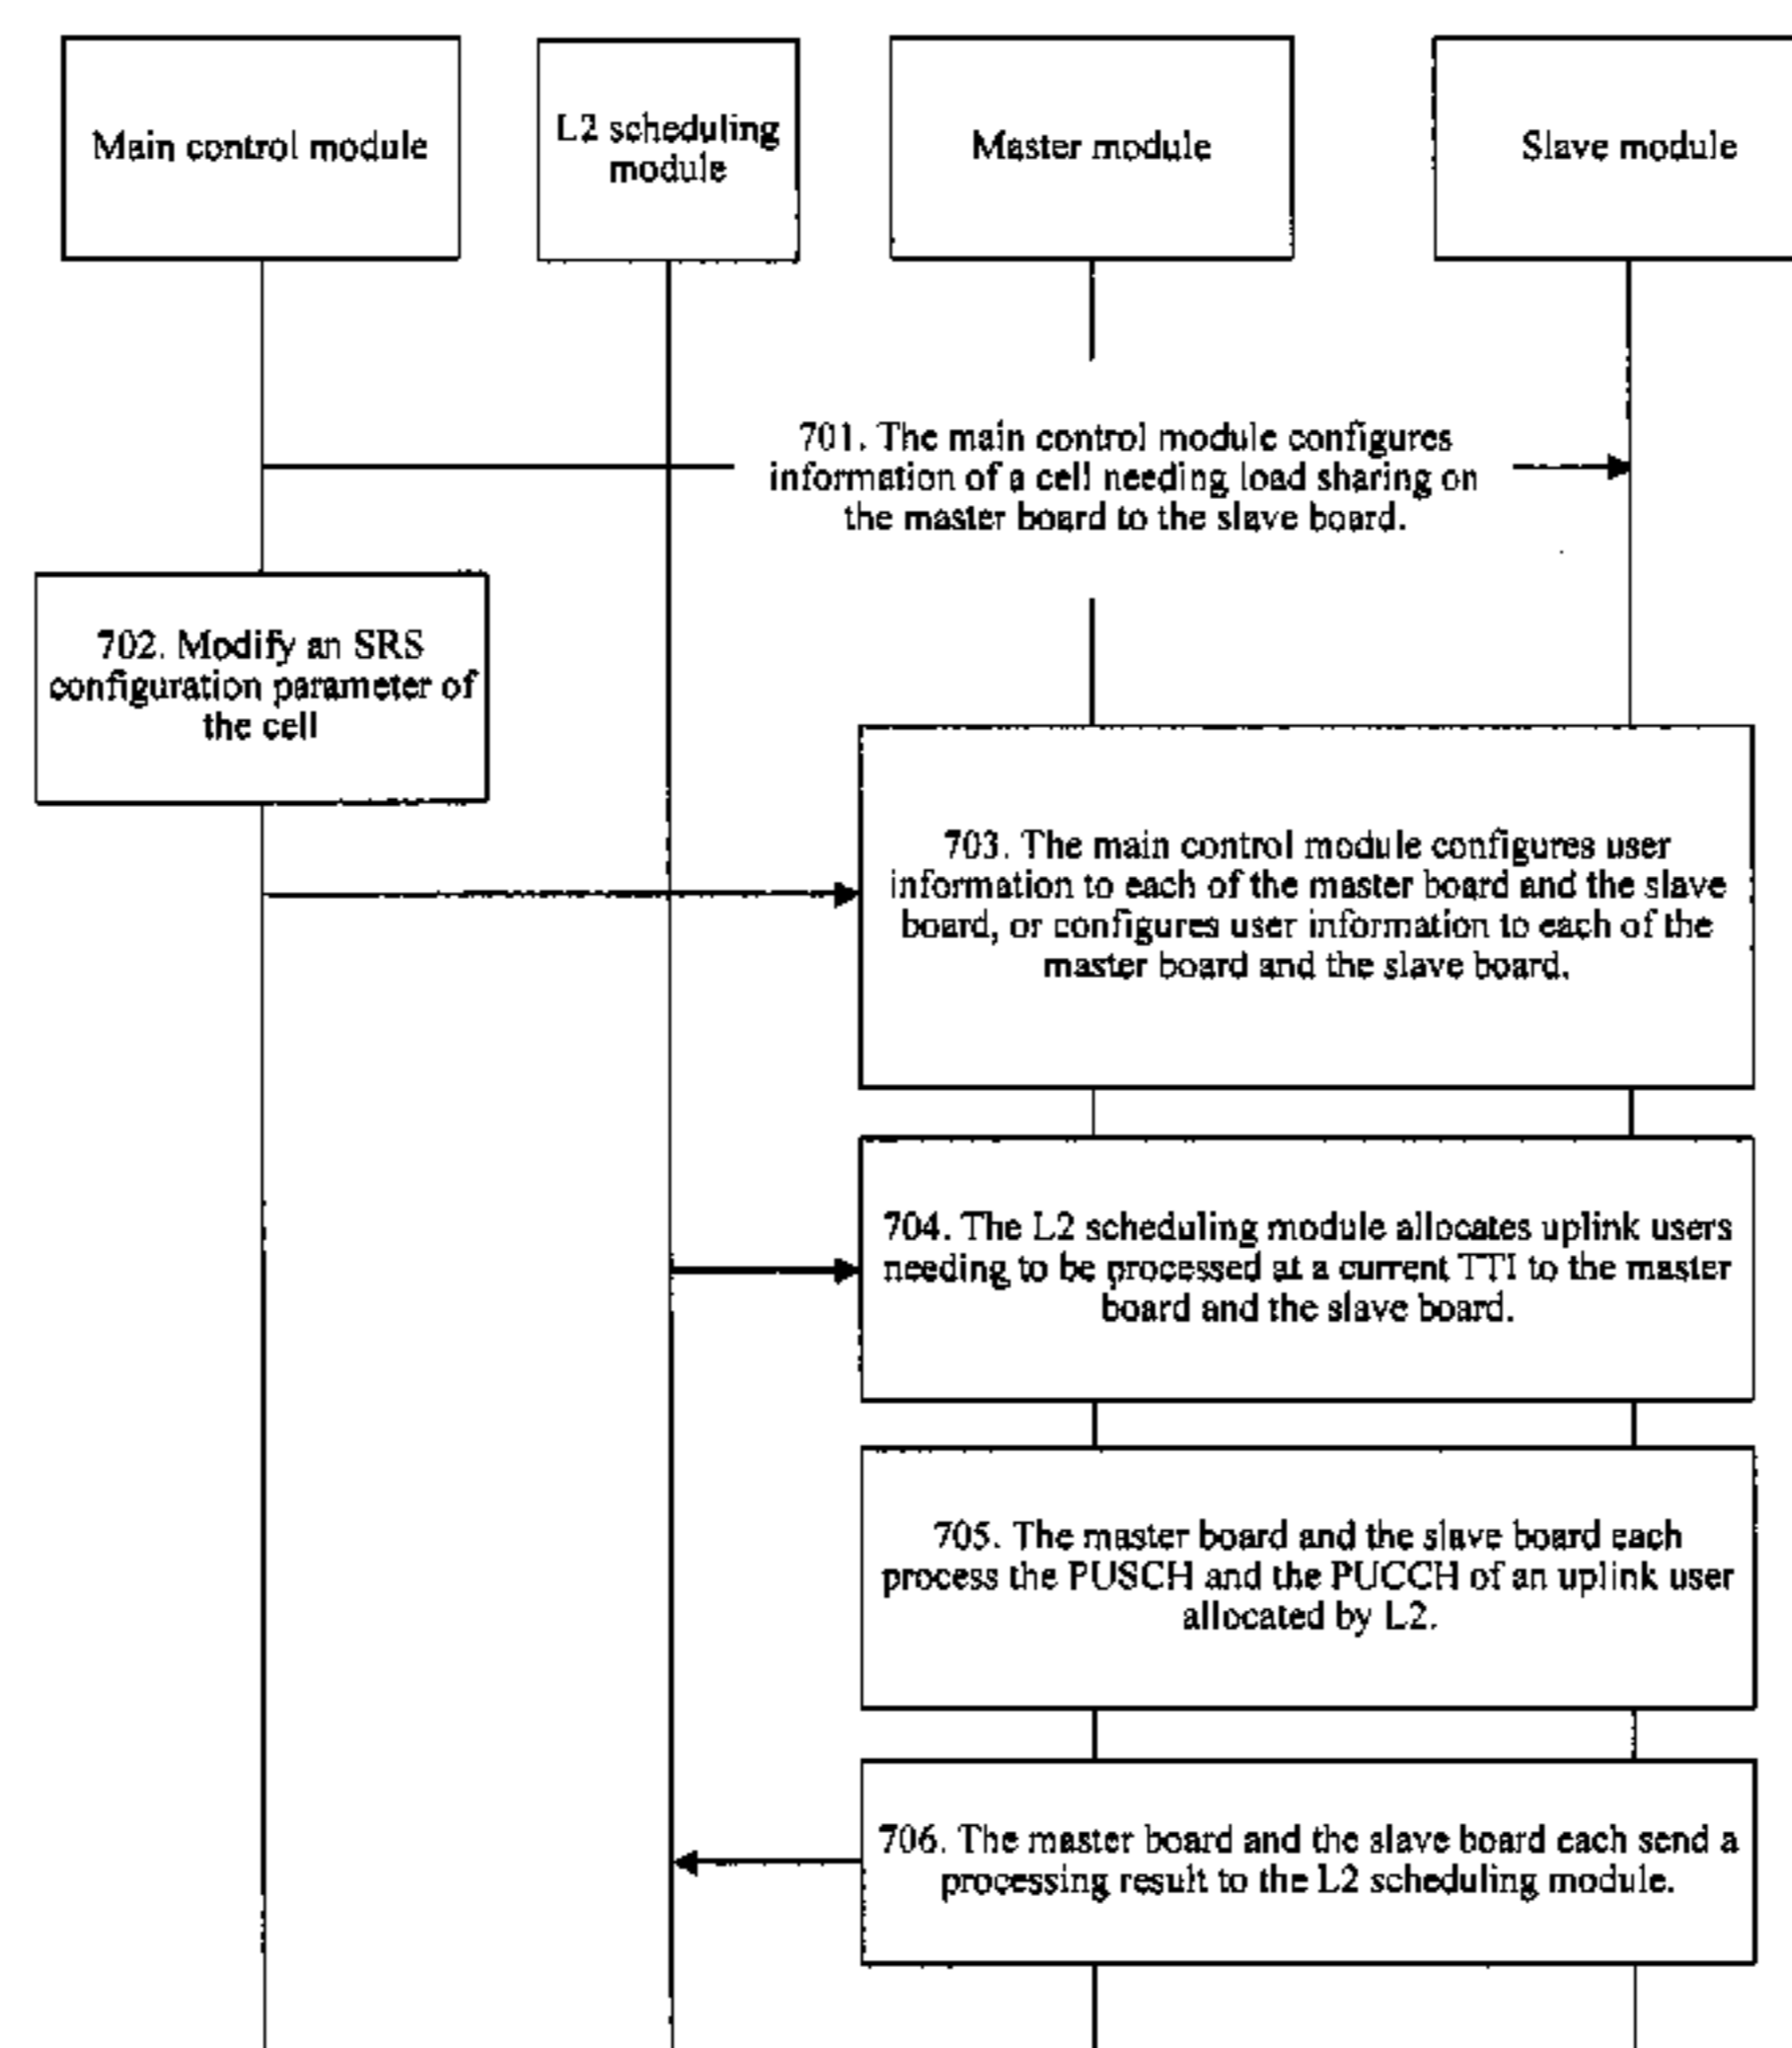 Main control module
L2 scheduling
module
Master module
Slave module
701. The main control module configures
information of a cell needing load sharing on
the master board to the slave board.
702. Modify an SRS
configuration parameter of
the cell
703. The main control module configures user
information to each of the master board and the slave
board, or configures user information to each of the
master board and the slave board.
704. The L2 scheduling module allocates uplink users
needing to be processed at a current TTI to the master
board and the slave board.
705. The master board and the slave board each
process the PUSCH and the PUCCH of an uplink user
allocated by L2.
706. The master board and the slave board each send a
processing result to the L2 scheduling module.